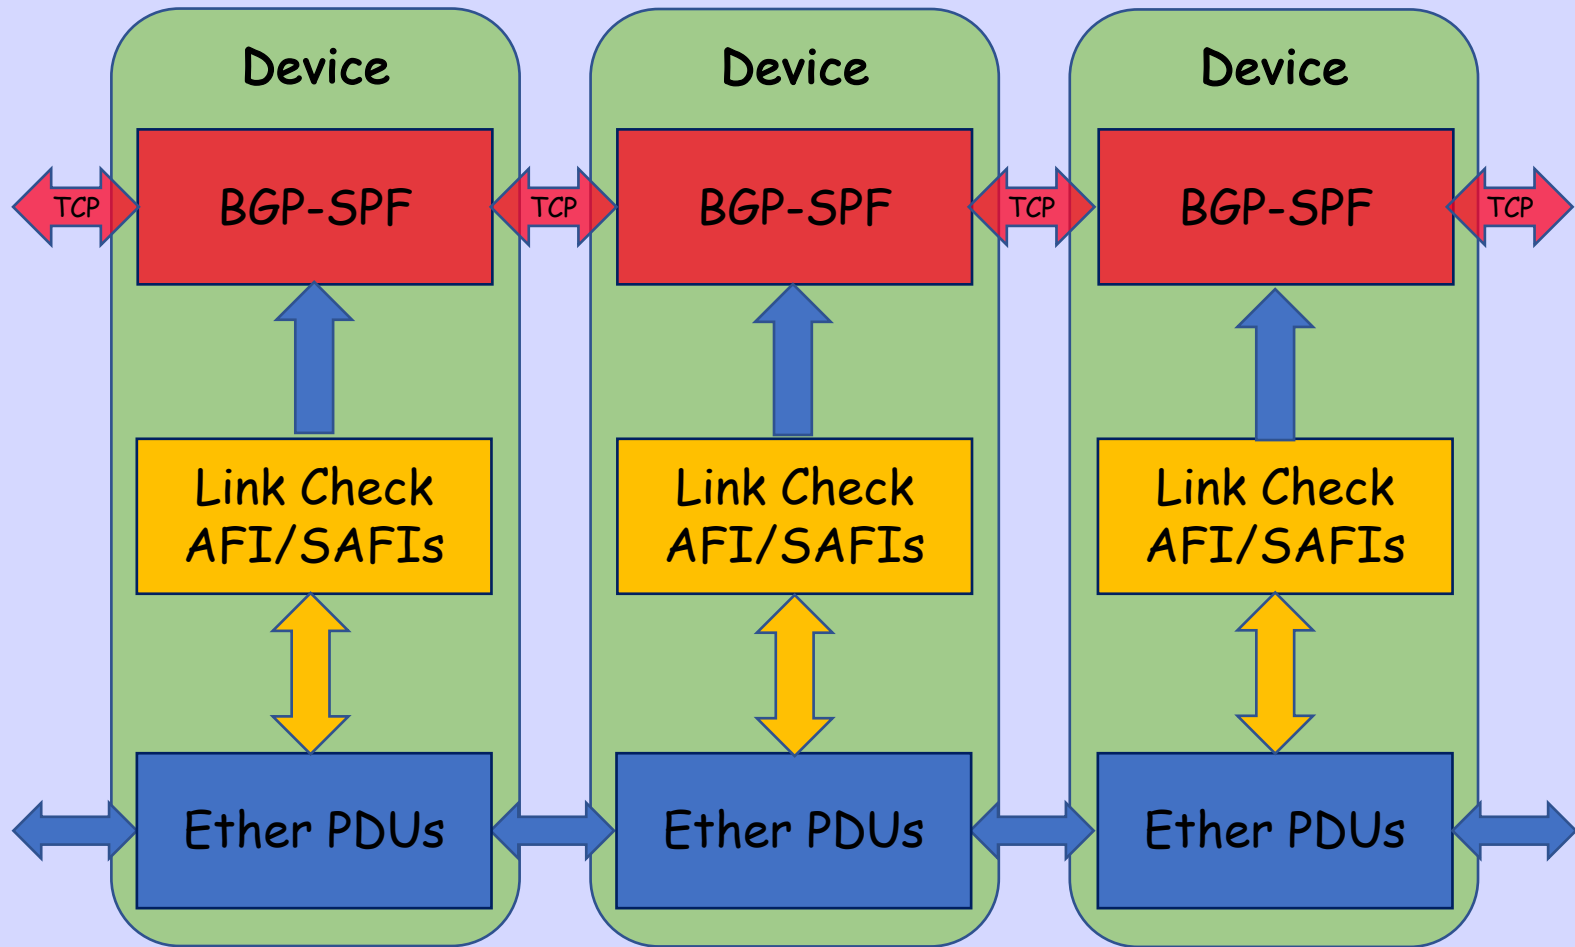 Device
Device
Device
TCP
BGP-SPF
TCP
BGP-SPF
TCP
BGP-SPF
TCP
Link Check
AFI/SAFIs
Link Check
AFI/SAFIs
Link Check
AFI/SAFIs
Ether PDUs
Ether PDUs
Ether PDUs